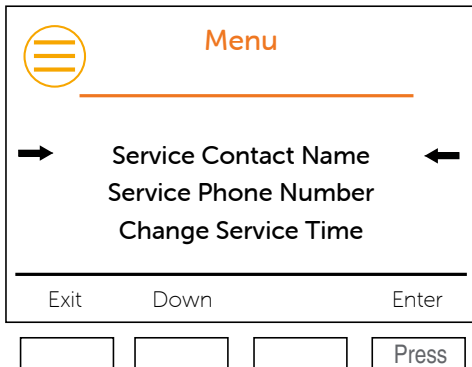 Menu
Service Contact Name
Service Phone Number
Change Service Time
Exit Down Enter
Press